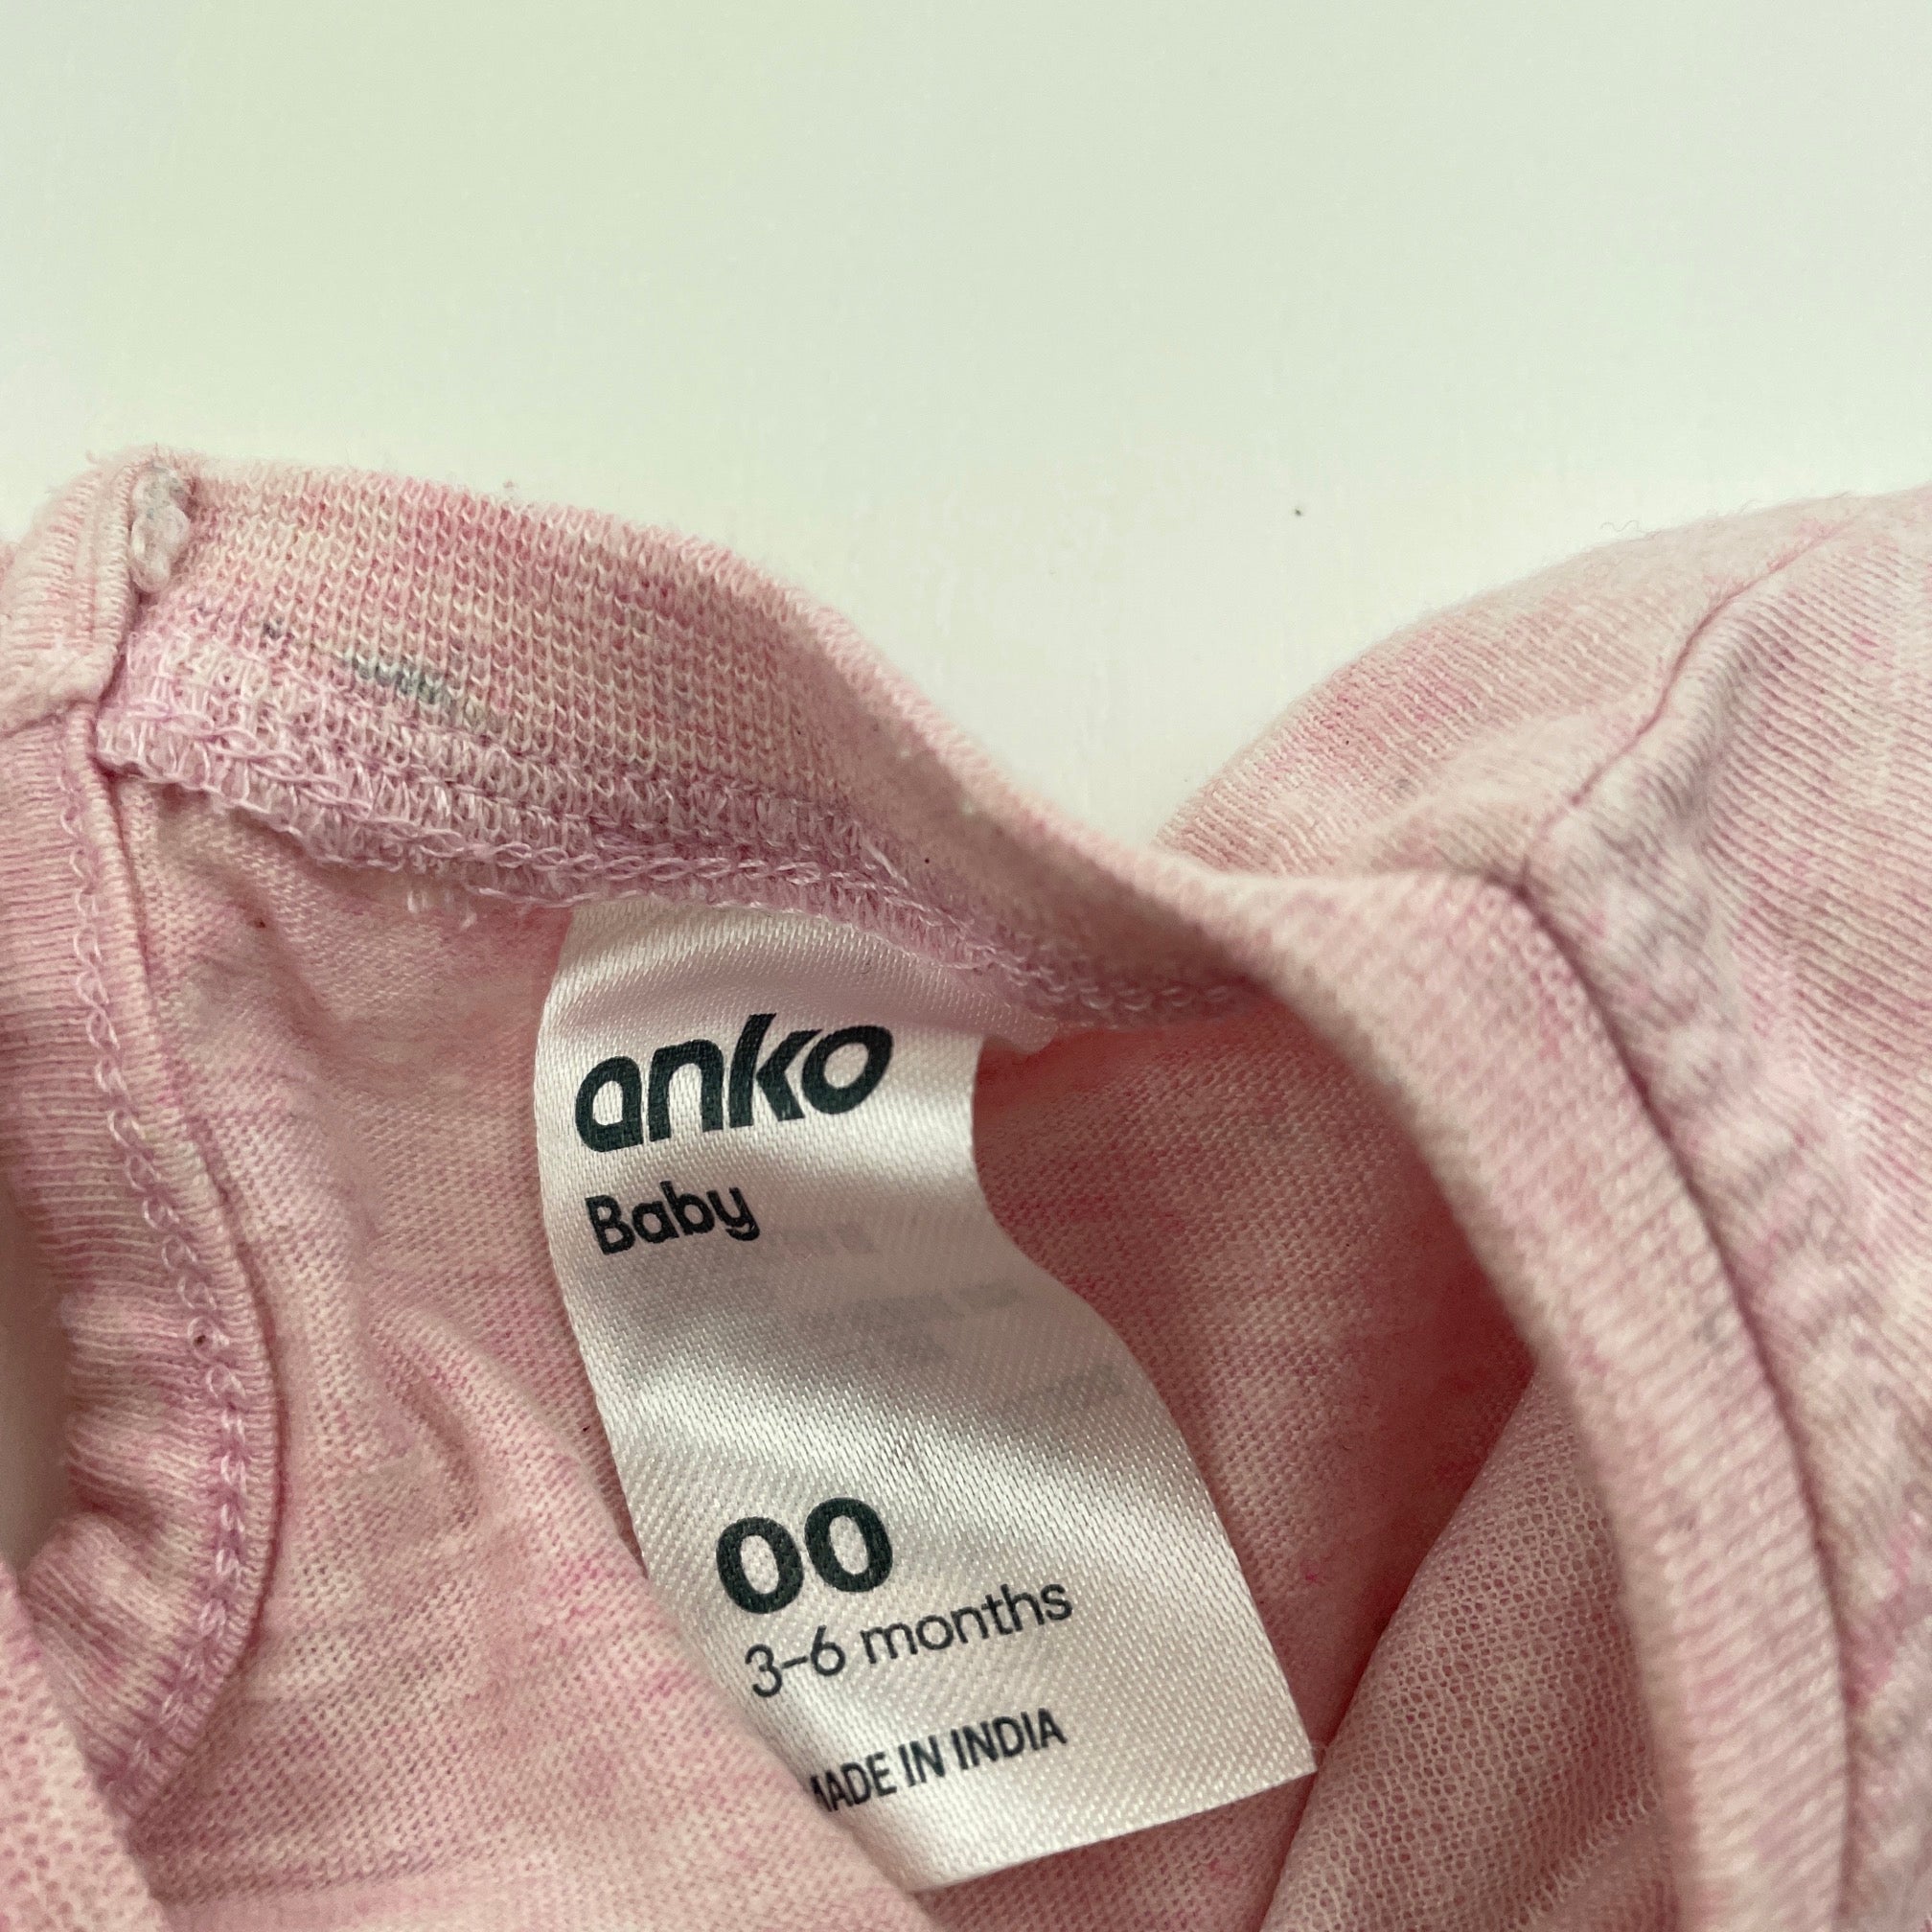 anko
Baby
00
3-6 months
MADE IN INDIA